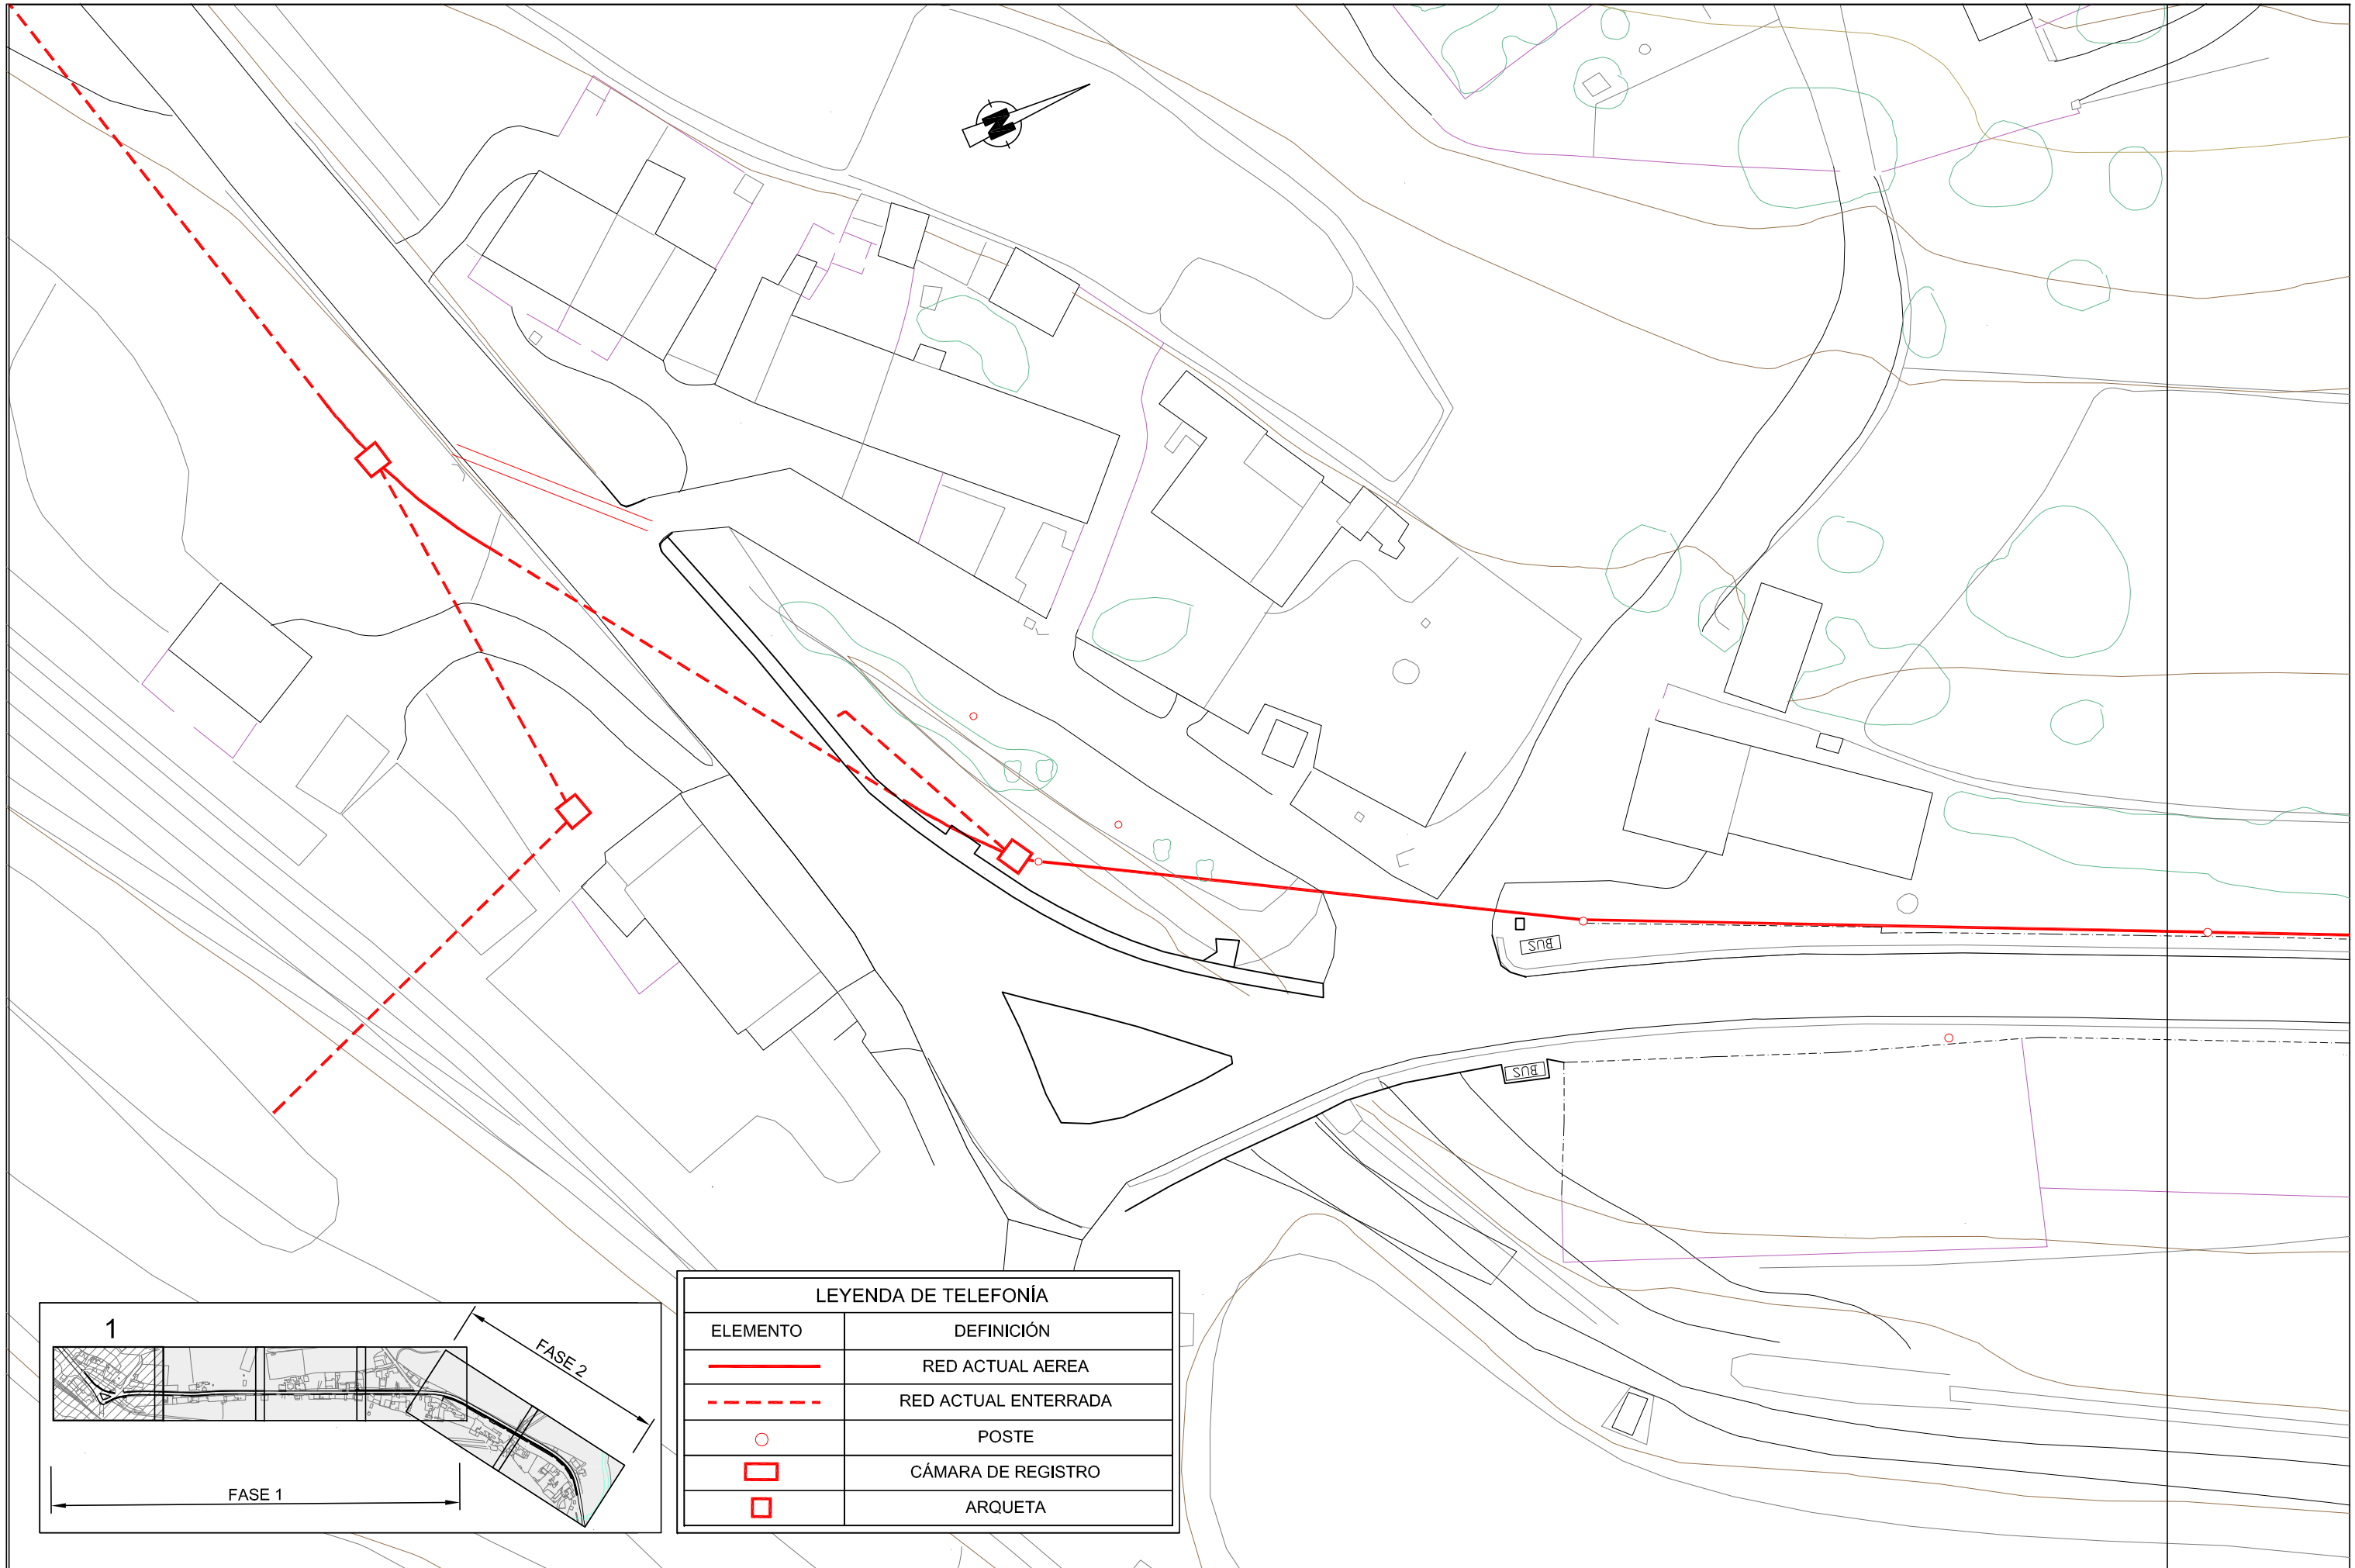 N
BUS
BUS
LEYENDA DE TELEFONÍA
ELEMENTO DEFINICIÓN
RED ACTUAL AEREA
RED ACTUAL ENTERRADA
POSTE
CÁMARA DE REGISTRO
ARQUETA
1
FASE 2
FASE 1